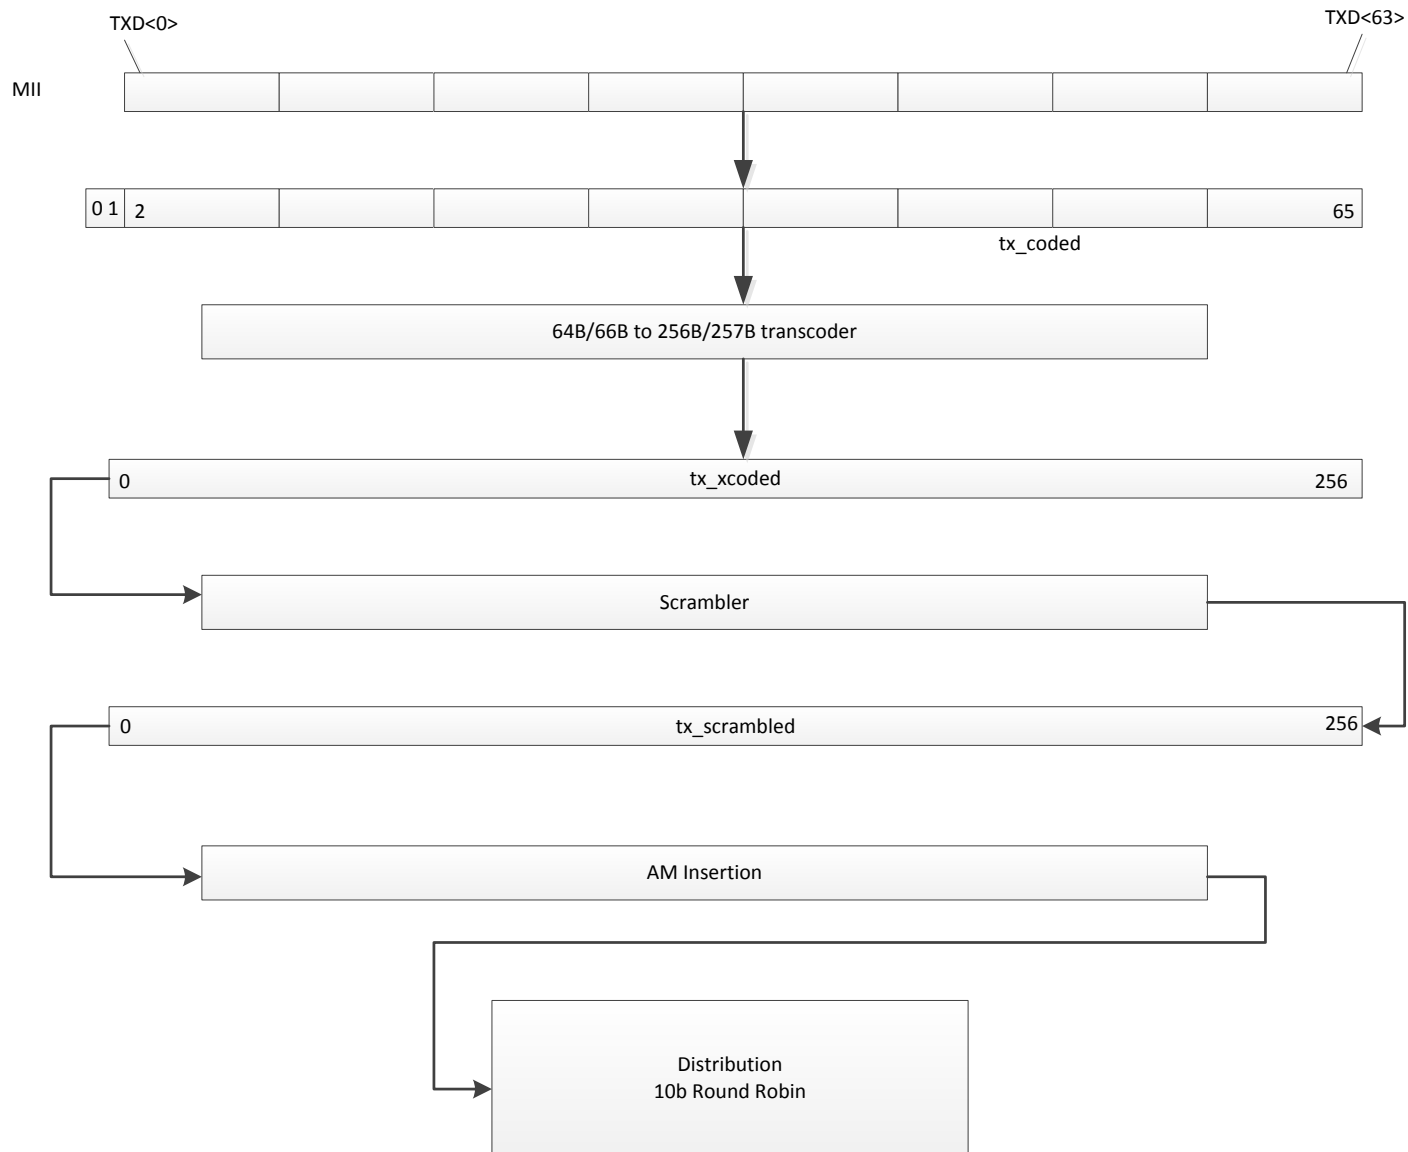 TXD<0>
TXD<63>
MII
0 1
2
65
tx_coded
64B/66B to 256B/257B transcoder
0
tx_xcoded
256
Scrambler
0
tx_scrambled
256
AM Insertion
Distribution
10b Round Robin